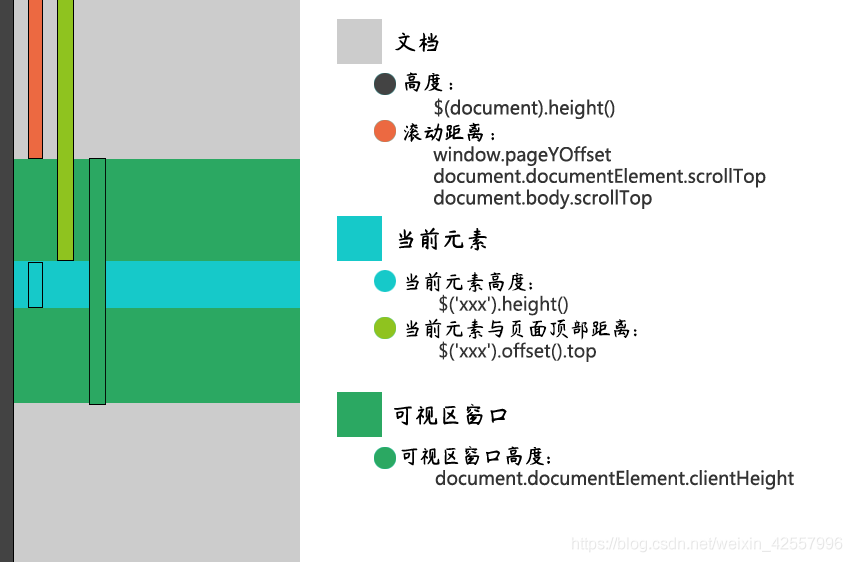 文档
高度：
$(document).height()
滚动距离：
window.pageYOffset
document.documentElement.scrollTop
document.body.scrollTop
当前元素
当前元素高度：
$('xxx').height()
当前元素与页面顶部距离：
$('xxx').offset().top
可视区窗口
可视区窗口高度：
document.documentElement.clientHeight
https://blog.csdn.net/weixin_42557996